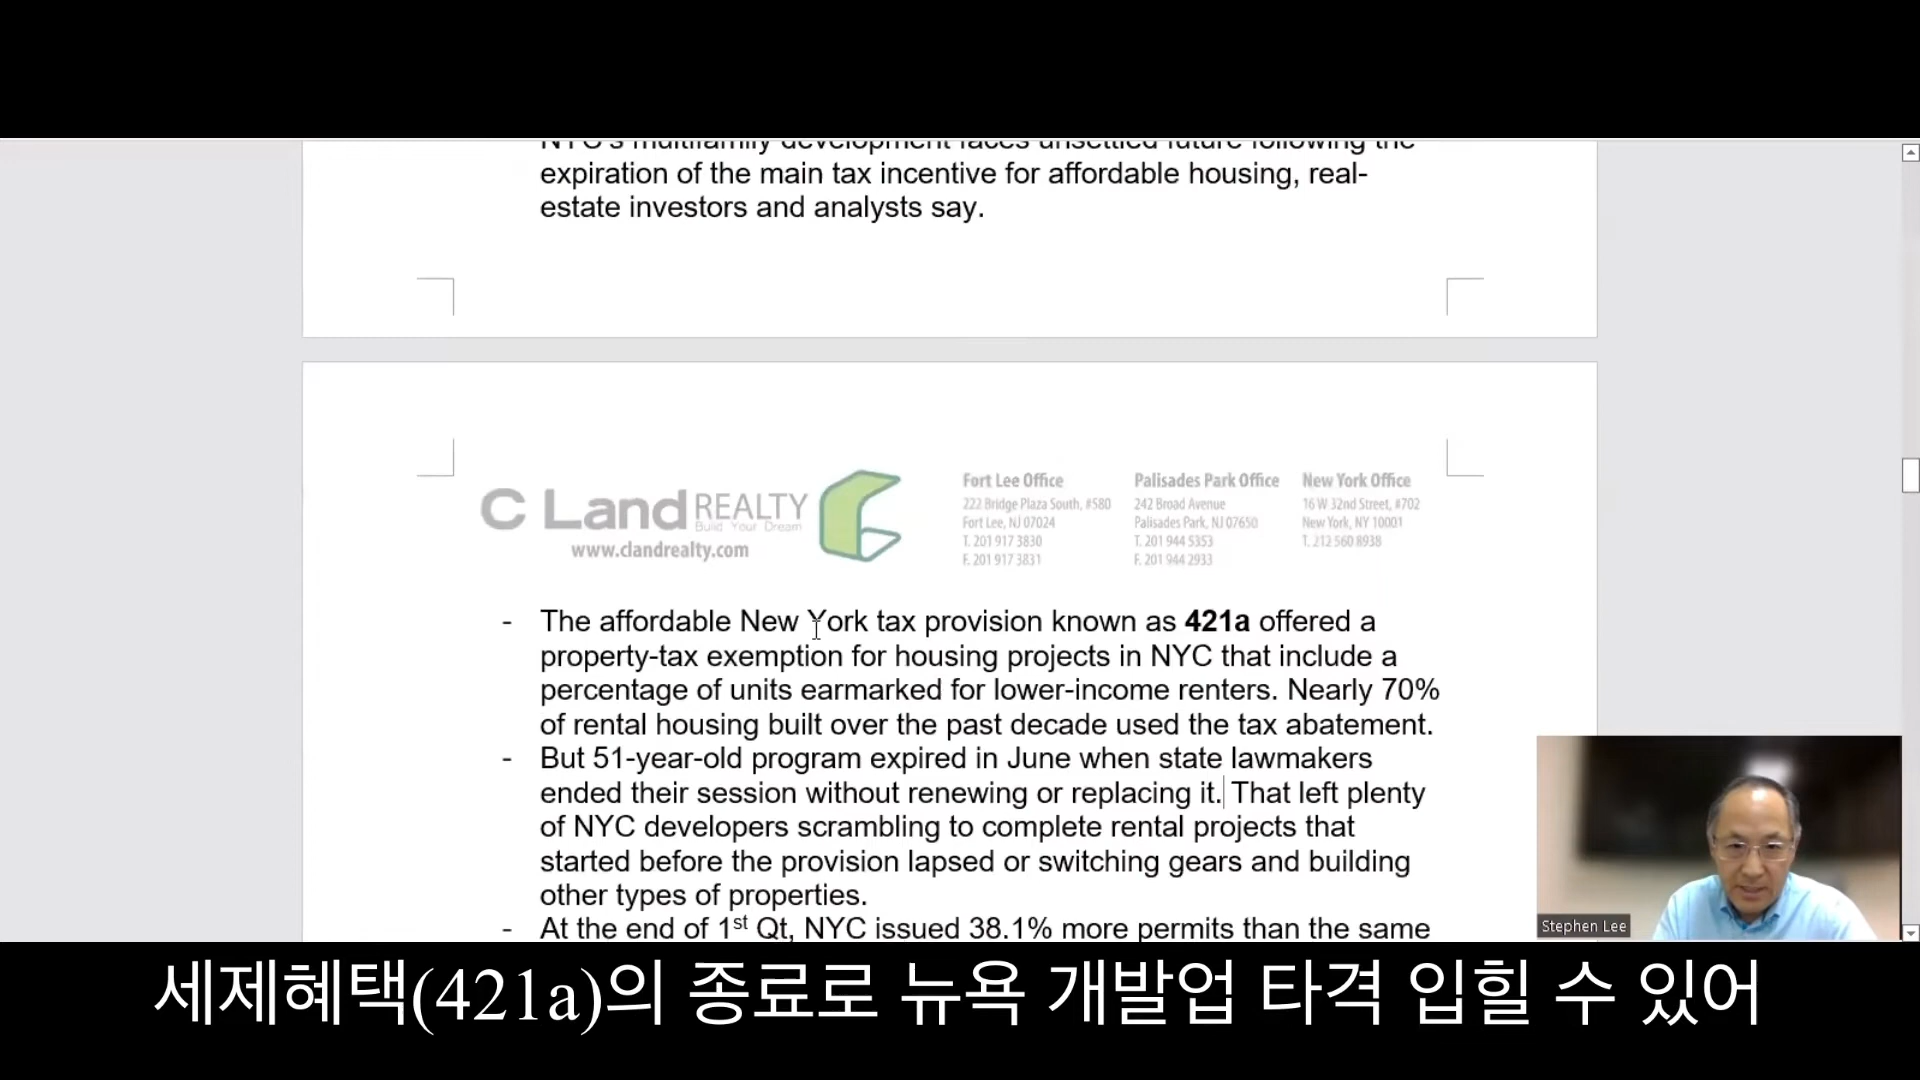 NYC's multifamily development faces unsettled future following the
expiration of the main tax incentive for affordable housing, real-
estate investors and analysts say.
C Land REALTY
Build Your Dream
www.clandrealty.com
Fort Lee Office
222 Bridge Plaza South, #580
Fort Lee, NJ 07024
T. 201 917 3830
F. 201 917 3831
Palisades Park Office
242 Broad Avenue
Palisades Park, NJ 07650
T. 201 944 5353
F. 201 944 2933
New York Office
16 W 32nd Street, #702
New York, NY 10001
T. 212 560 8938
- The affordable New York tax provision known as 421a offered a
property-tax exemption for housing projects in NYC that include a
percentage of units earmarked for lower-income renters. Nearly 70%
of rental housing built over the past decade used the tax abatement.
- But 51-year-old program expired in June when state lawmakers
ended their session without renewing or replacing it. That left plenty
of NYC developers scrambling to complete rental projects that
started before the provision lapsed or switching gears and building
other types of properties.
- At the end of 1st Qt, NYC issued 38.1% more permits than the same
Stephen Lee
세제혜택(421a)의 종료로 뉴욕 개발업 타격 입힐 수 있어